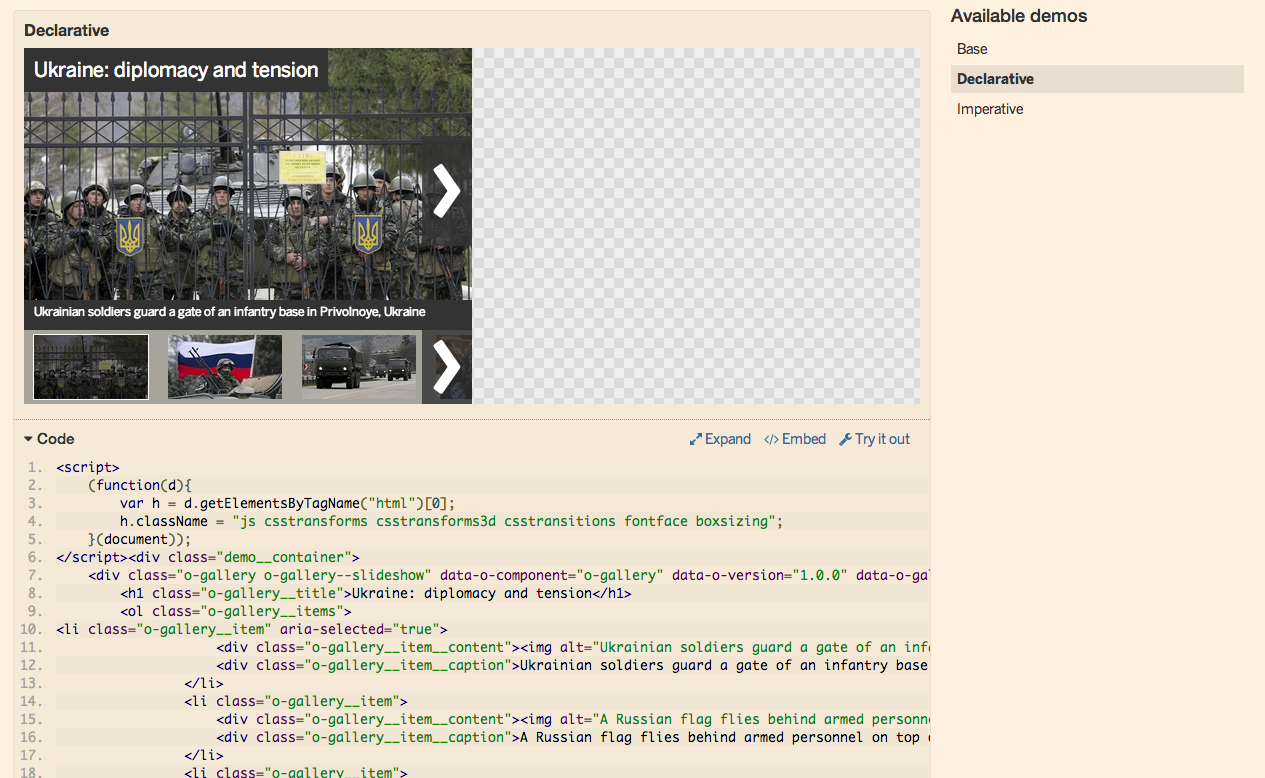 Declarative
Ukraine: diplomacy and tension
Ukrainian soldiers guard a gate of an infantry base in Privolnoye, Ukraine
Code
Expand
</> Embed
Try it out
1. <script>
2. (function(d){
3. var h = d.getElementsByTagName("html")[0];
4. h.className = "js csstransforms csstransforms3d csstransitions fontface boxsizing";
5. }(document));
6. </script><div class="demo__container">
7. <div class="o-gallery o-gallery--slideshow" data-o-component="o-gallery" data-o-version="1.0.0" data-o-gal
8. <h1 class="o-gallery__title">Ukraine: diplomacy and tension</h1>
9. <ol class="o-gallery__items">
10. <li class="o-gallery__item" aria-selected="true">
11. <div class="o-gallery__item__content"><img alt="Ukrainian soldiers guard a gate of an inf
12. <div class="o-gallery__item__caption">Ukrainian soldiers guard a gate of an infantry base
13. </li>
14. <li class="o-gallery__item">
15. <div class="o-gallery__item__content"><img alt="A Russian flag flies behind armed personn
16. <div class="o-gallery__item__caption">A Russian flag flies behind armed personnel on top
17. </li>
18. <li class="o-gallery__item">
Available demos
Base
Declarative
Imperative